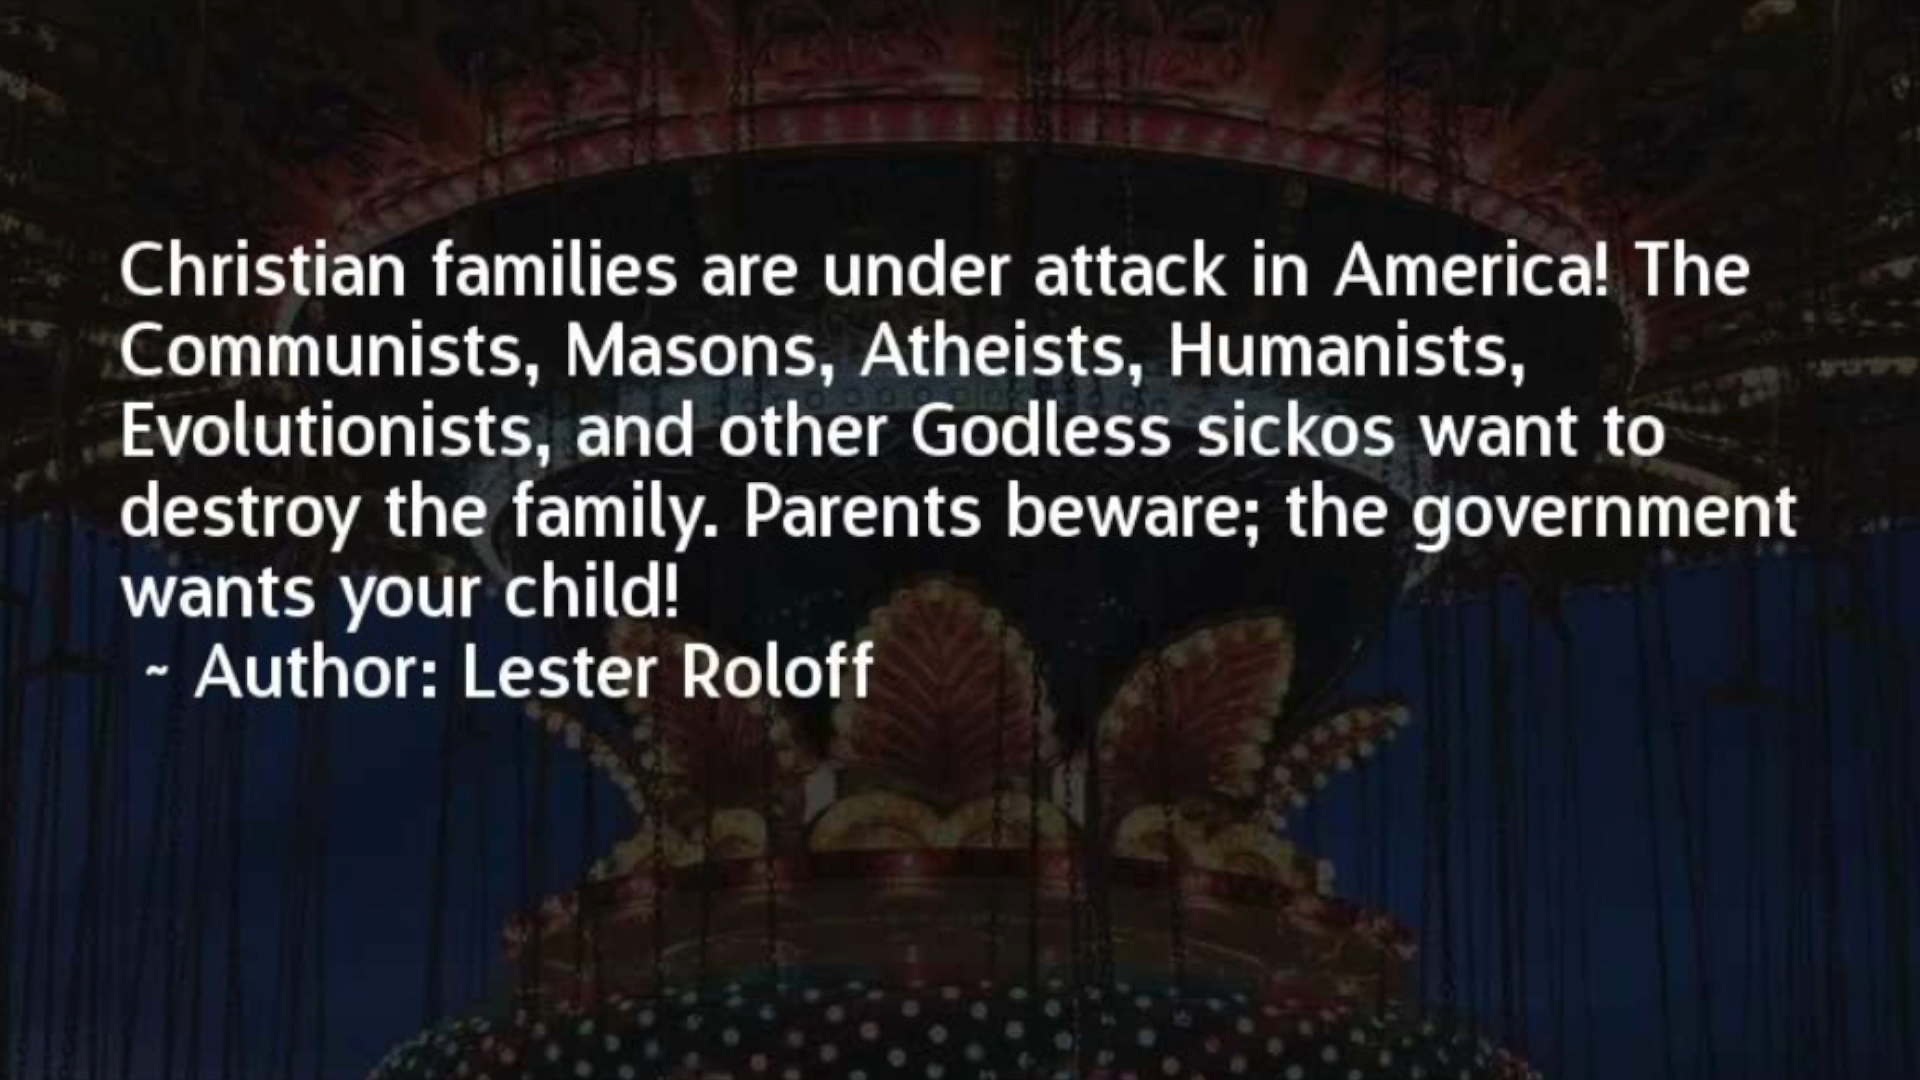 Christian families are under attack in America! The
Communists, Masons, Atheists, Humanists,
Evolutionists, and other Godless sickos want to
destroy the family. Parents beware; the government
wants your child!
~ Author: Lester Roloff